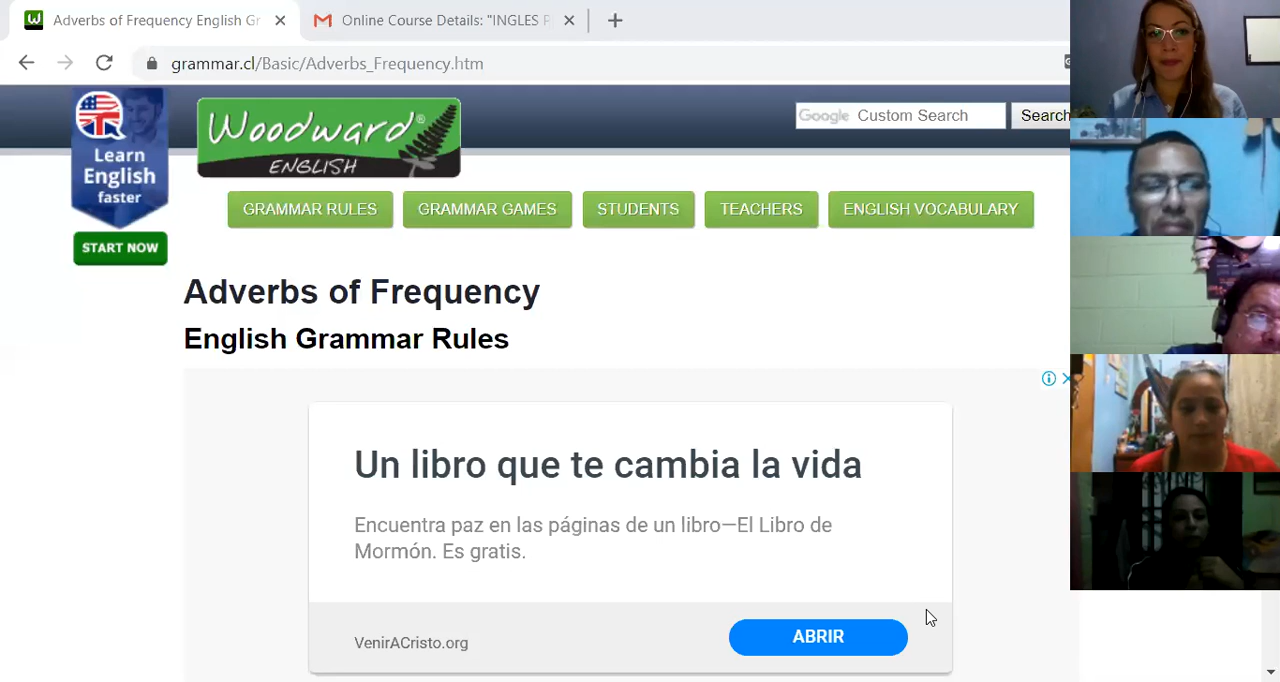 Adverbs of Frequency English Gr
Online Course Details: "INGLES R
grammar.cl/Basic/Adverbs_Frequency.htm
Learn
English
faster
START NOW
Woodward®
ENGLISH
Google Custom Search
Search
GRAMMAR RULES
GRAMMAR GAMES
STUDENTS
TEACHERS
ENGLISH VOCABULARY
Adverbs of Frequency
English Grammar Rules
Un libro que te cambia la vida
Encuentra paz en las páginas de un libro—El Libro de
Mormón. Es gratis.
VenirACristo.org
ABRIR